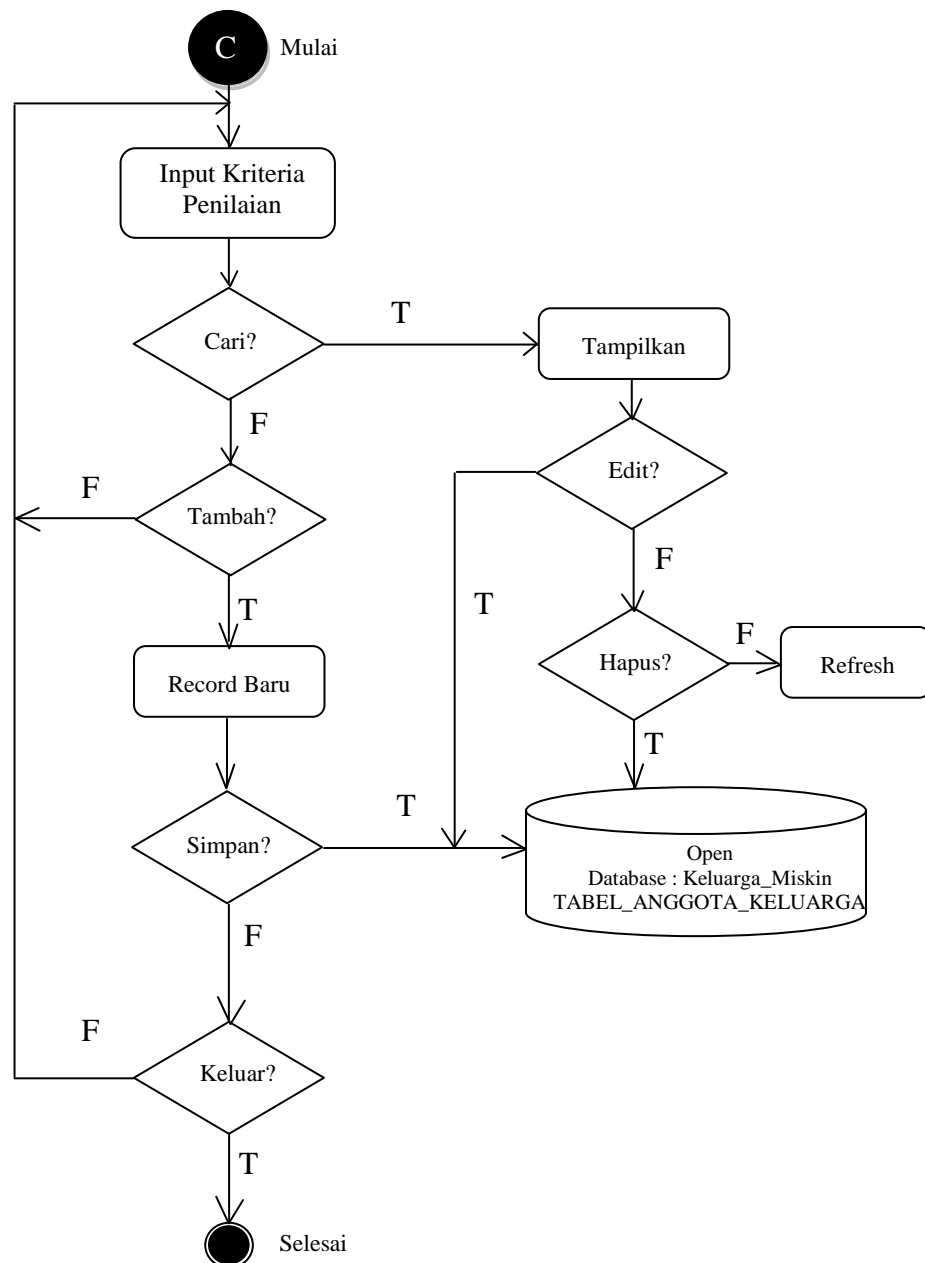 C
Mulai
Input Kriteria
Penilaian
Cari?
T
Tampilkan
F
Edit?
F
Tambah?
F
T
T
Record Baru
Hapus?
F
Refresh
T
Simpan?
T
Open
Database : Keluarga_Miskin
TABEL_ANGGOTA_KELUARGA
F
F
Keluar?
T
Selesai